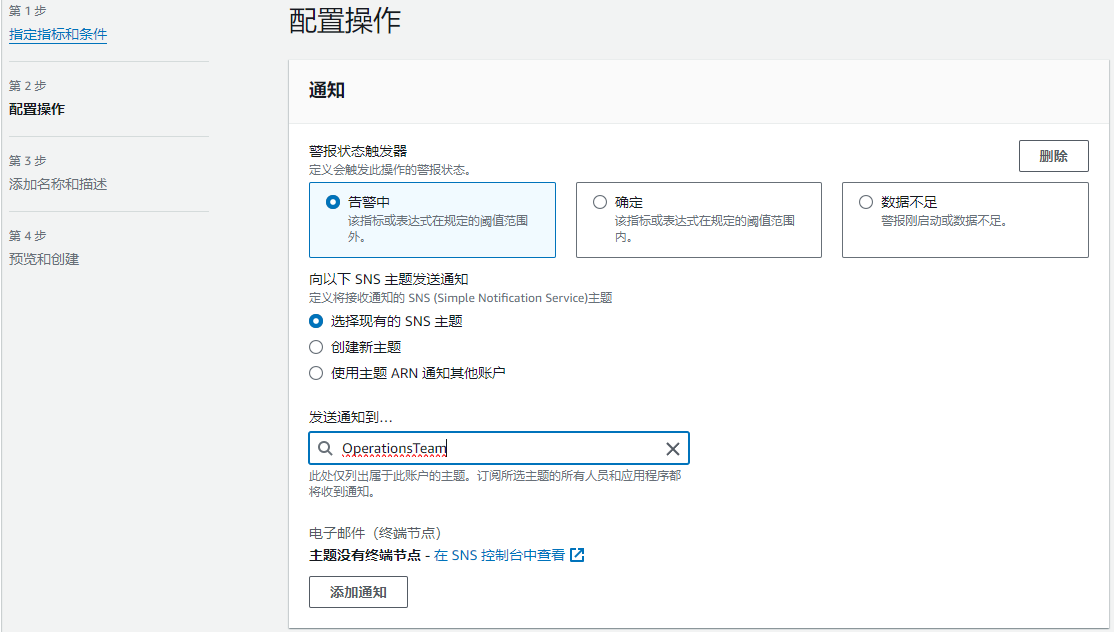 第 1 步
指定指标和条件
第 2 步
配置操作
第 3 步
添加名称和描述
第 4 步
预览和创建
配置操作
通知
警报状态触发器
定义会触发此操作的警报状态。
删除
告警中
该指标或表达式在规定的阈值范围
外。
确定
该指标或表达式在规定的阈值范围
内。
数据不足
警报刚启动或数据不足。
向以下 SNS 主题发送通知
定义将接收通知的 SNS (Simple Notification Service)主题
选择现有的 SNS 主题
创建新主题
使用主题 ARN 通知其他账户
发送通知到…
OperationsTeam
此处仅列出属于此账户的主题。订阅所选主题的所有人员和应用程序都
将收到通知。
电子邮件（终端节点）
主题没有终端节点 - 在 SNS 控制台中查看
添加通知